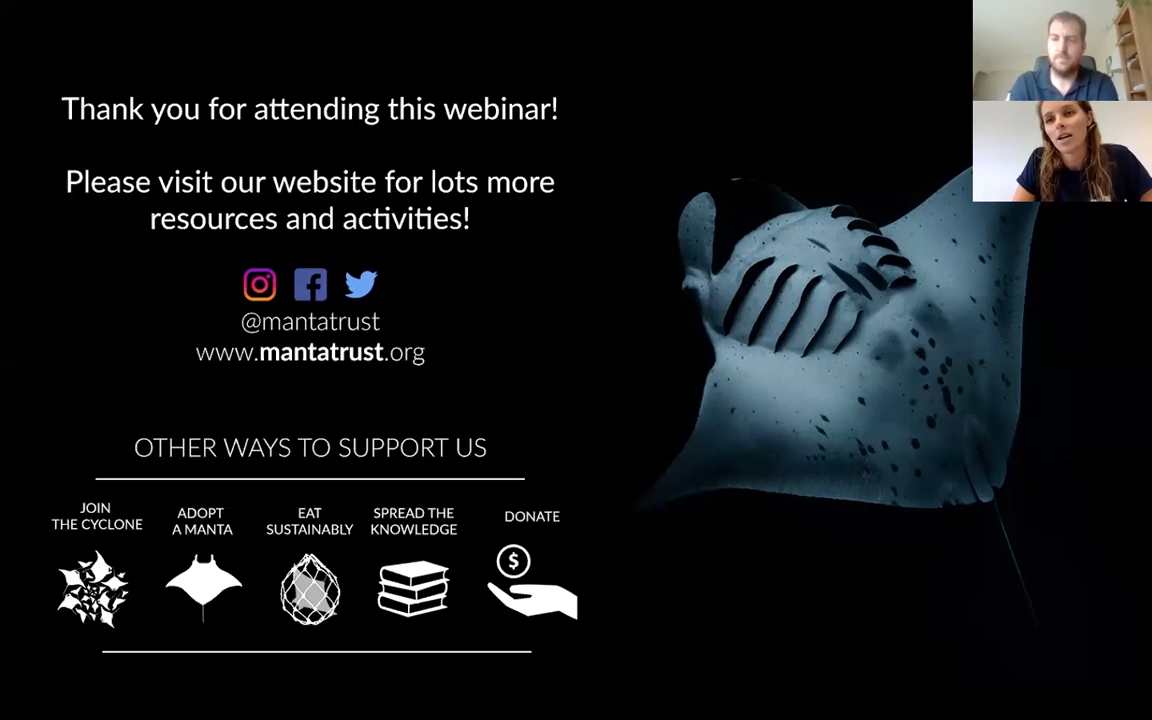 Thank you for attending this webinar!
Please visit our website for lots more
resources and activities!
@mantatrust
www.mantatrust.org
OTHER WAYS TO SUPPORT US
JOIN
THE CYCLONE
ADOPT
A MANTA
EAT
SUSTAINABLY
SPREAD THE
KNOWLEDGE
DONATE
$